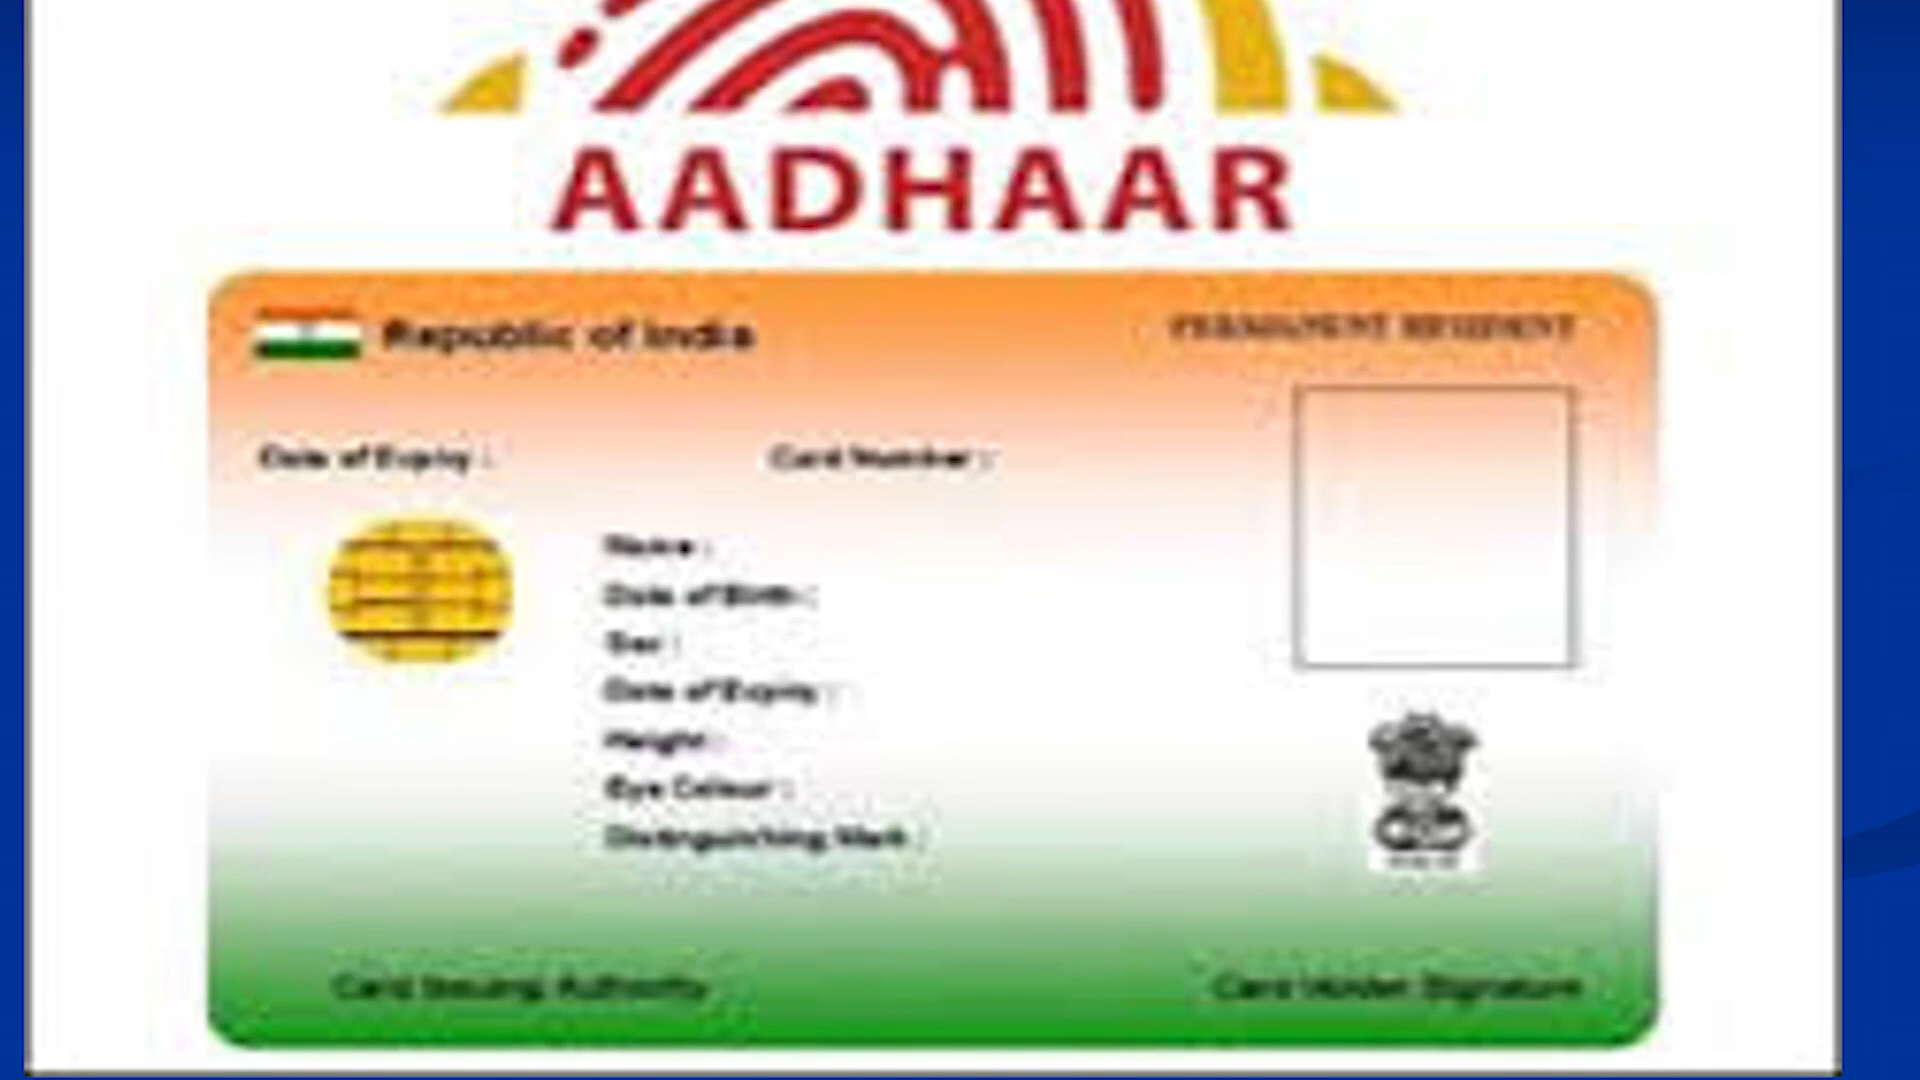 AADHAAR
Republic of India
PERMANENT RESIDENT
Date of Expiry :
Card Number :
Name :
Date of Birth :
Sex :
Date of Expiry :
Height :
Eye Colour :
Distinguishing Mark :
Card Issuing Authority
Card Holder Signature